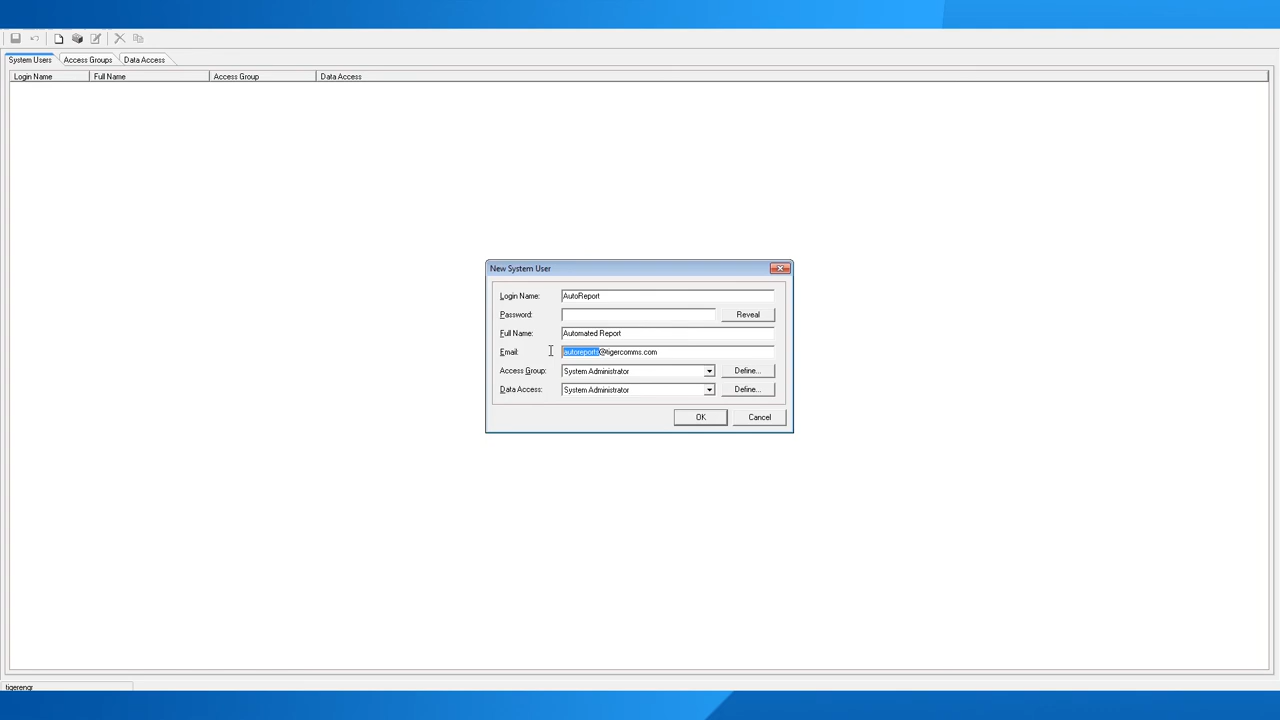 System Users Access Groups Data Access
Login Name Full Name Access Group Data Access
New System User
Login Name: AutoReport
Password: Reveal
Full Name: Automated Report
Email: autoreports@tigercomms.com
Access Group: System Administrator Define...
Data Access: System Administrator Define...
OK Cancel
tigerengr